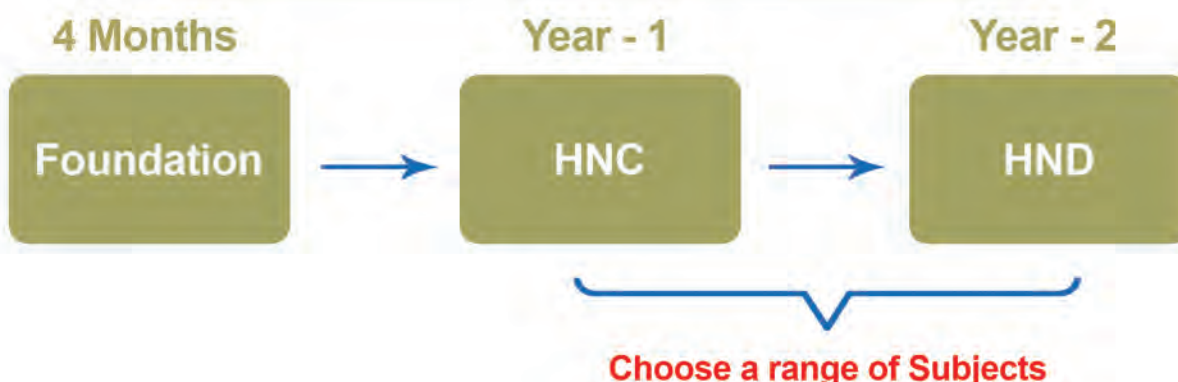 4 Months
Year - 1
Year - 2
Foundation
HNC
HND
Choose a range of Subjects